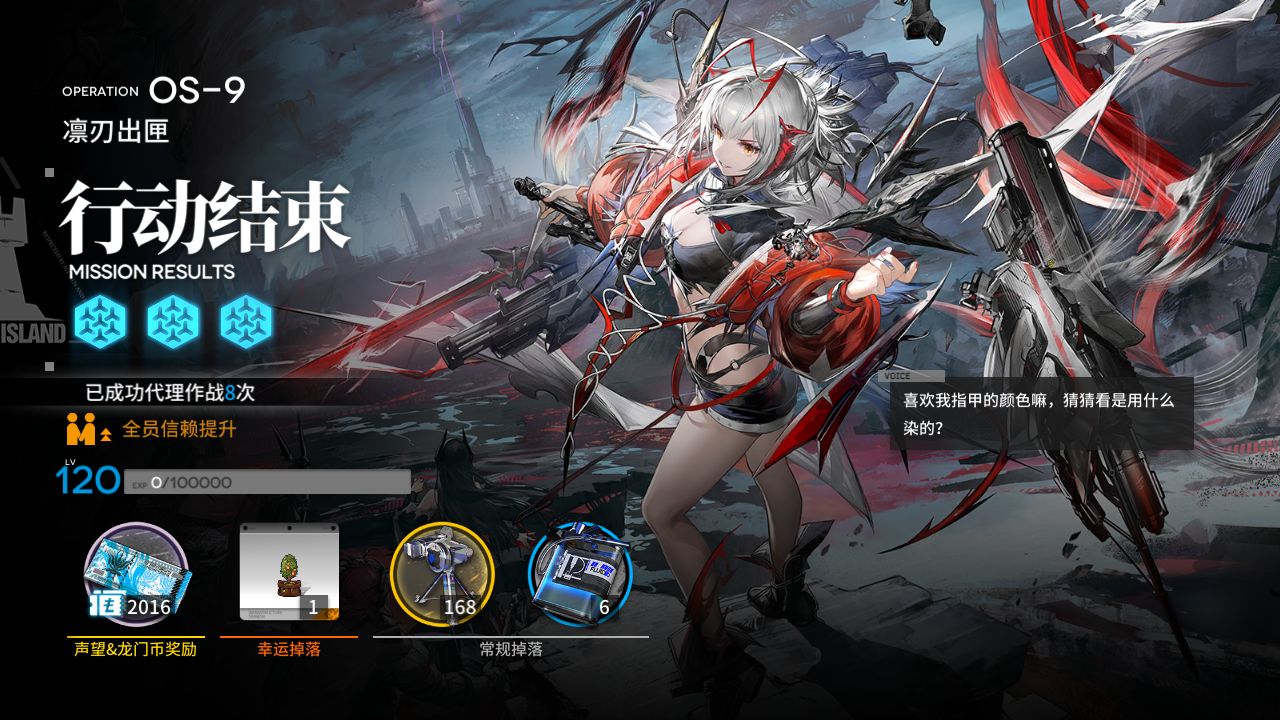 OPERATION OS-9
凛刃出匣
行动结束
MISSION RESULTS
ISLAND
已成功代理作战8次
全员信赖提升
LV
120
EXP 0/100000
VOICE
喜欢我指甲的颜色嘛，猜猜看是用什么
染的？
2016
1
168
6
声望&龙门币奖励
幸运掉落
常规掉落